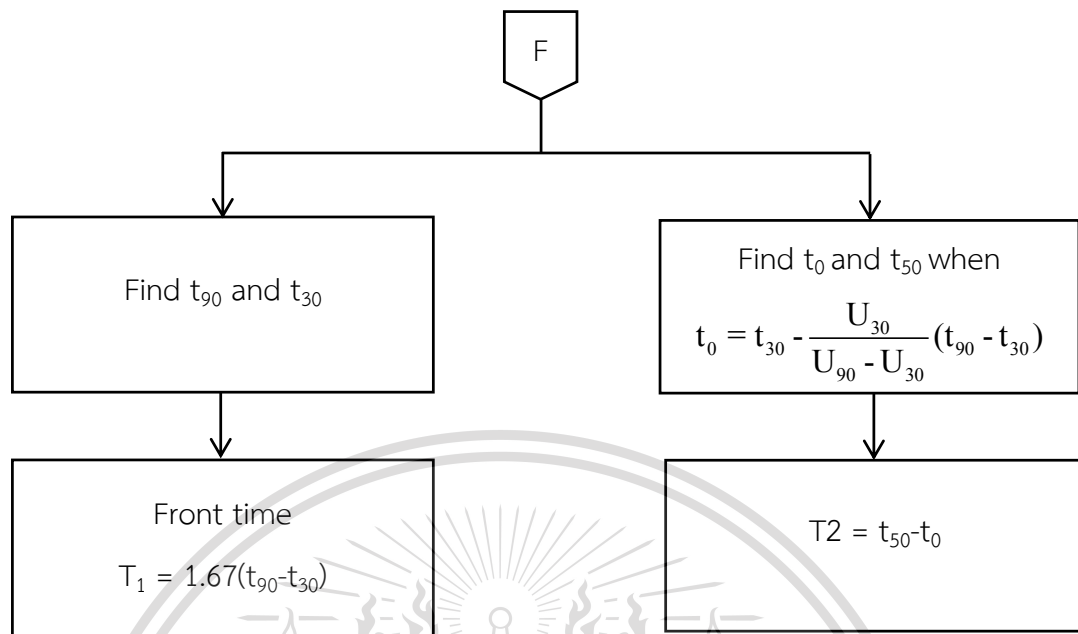 F
Find t₉₀ and t₃₀
Find t₀ and t₅₀ when
t₀ = t₃₀ - U₃₀ / (U₉₀ - U₃₀) (t₉₀ - t₃₀)
Front time
T₁ = 1.67(t₉₀-t₃₀)
T2 = t₅₀-t₀